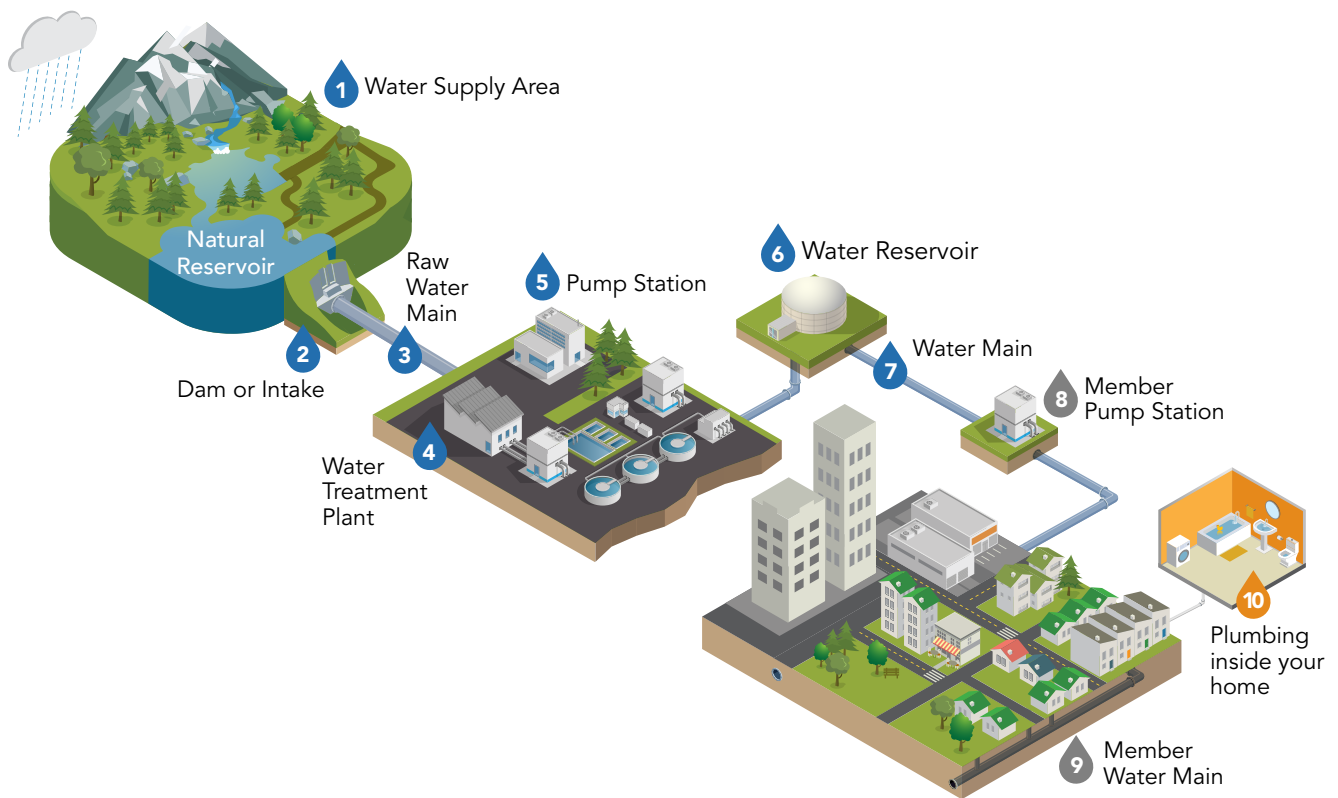 1
Water Supply Area
Natural
Reservoir
2
Dam or Intake
Raw
Water
Main
3
4
Water
Treatment
Plant
5
Pump Station
6
Water Reservoir
7
Water Main
8
Member
Pump Station
9
Member
Water Main
10
Plumbing
inside your
home